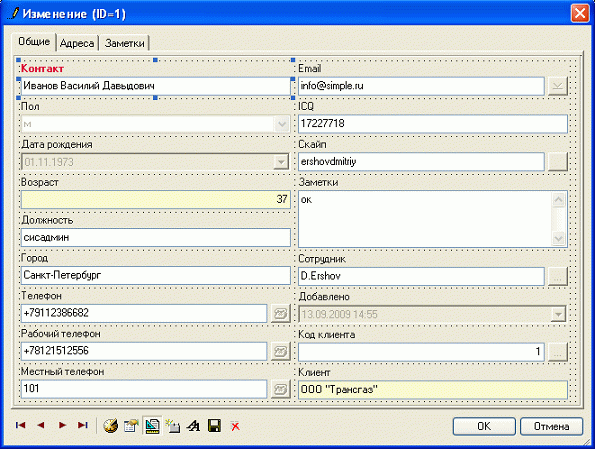 Изменение (ID=1)
Общие Адреса Заметки
Контакт
Иванов Василий Давыдович
Пол
м
Дата рождения
01.11.1973
Возраст
37
Должность
сисадмин
Город
Санкт-Петербург
Телефон
+79112386682
Рабочий телефон
+78121512556
Местный телефон
101
Email
info@simple.ru
ICQ
17227718
Скайп
ershovdmitriy
Заметки
ок
Сотрудник
D.Ershov
...
Добавлено
13.09.2009 14:55
Код клиента
1
...
Клиент
ООО "Трансгаз"
OK
Отмена